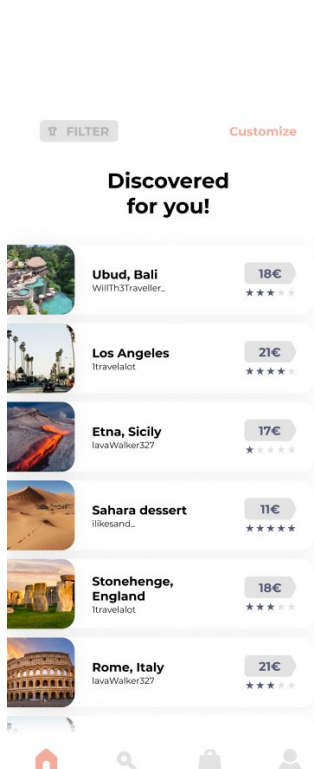 FILTER
Customize
Discovered
for you!
Ubud, Bali
18€
WillTh3Traveller_
Los Angeles
21€
1travelalot
Etna, Sicily
17€
lavaWalker327
Sahara dessert
11€
ilikesand_
Stonehenge,
England
18€
1travelalot
Rome, Italy
21€
lavaWalker327